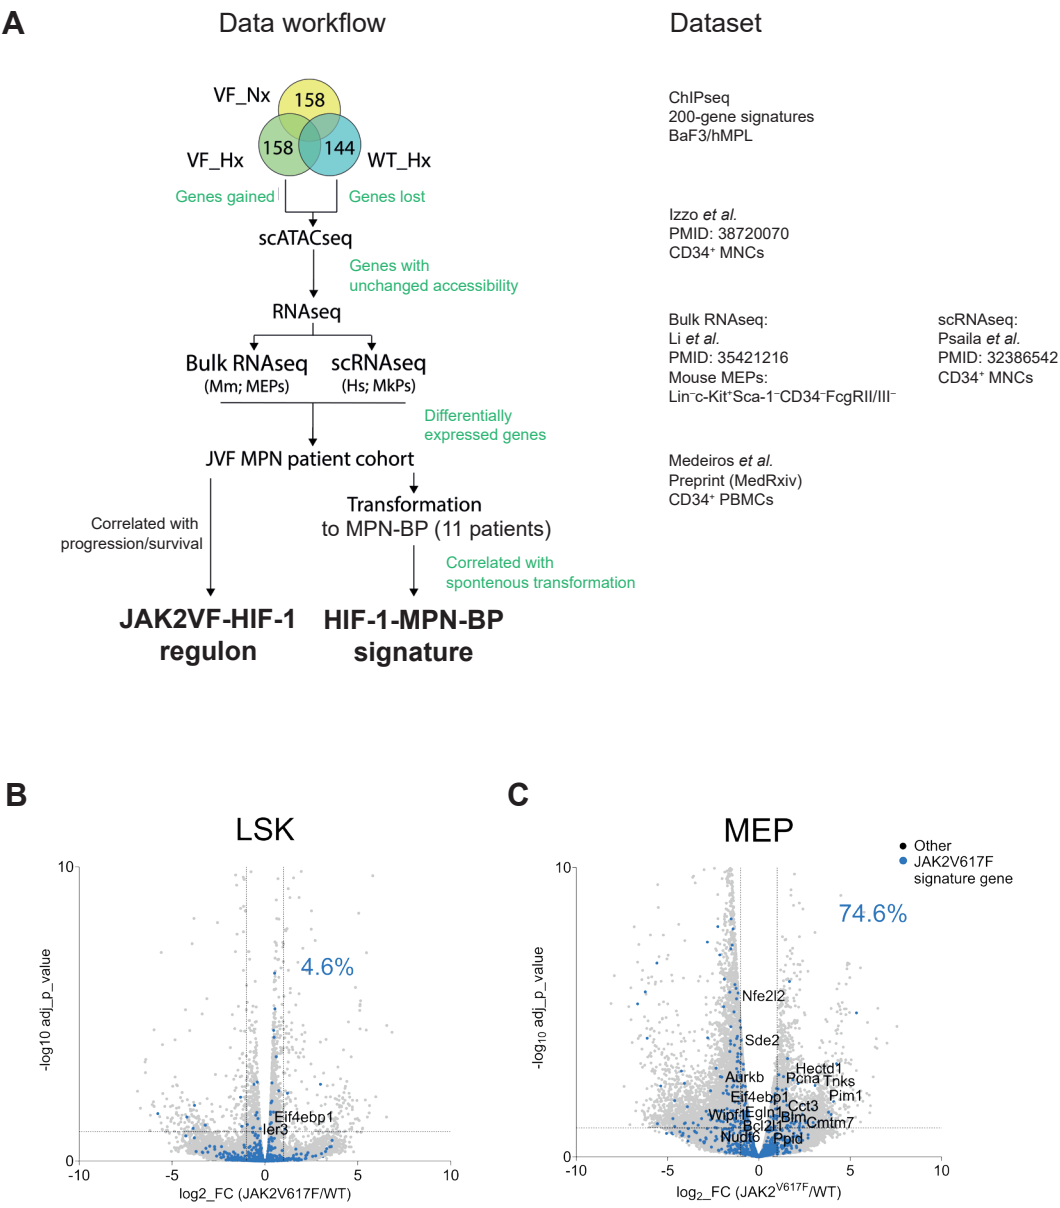 A
Data workflow
Dataset
VF_Nx
158
158
144
VF_Hx
WT_Hx
Genes gained
Genes lost
scATACseq
Genes with
unchanged accessibility
RNAseq
Bulk RNAseq
(Mm; MEPs)
scRNAseq
(Hs; MkPs)
Differentially
expressed genes
JVF MPN patient cohort
Transformation
to MPN-BP (11 patients)
Correlated with
progression/survival
Correlated with
spontenous transformation
JAK2VF-HIF-1
regulon
HIF-1-MPN-BP
signature
ChIPseq
200-gene signatures
BaF3/hMPL
Izzo et al.
PMID: 38720070
CD34⁺ MNCs
Bulk RNAseq:
Li et al.
PMID: 35421216
Mouse MEPs:
Lin⁻c-Kit⁺Sca-1⁻CD34⁻FcgRII/III⁻
scRNAseq:
Psaila et al.
PMID: 32386542
CD34⁺ MNCs
Medeiros et al.
Preprint (MedRxiv)
CD34⁺ PBMCs
B
LSK
10
-log10 adj_p_value
4.6%
Eif4ebp1
Ier3
0
-10
-5
0
5
10
log2_FC (JAK2V617F/WT)
C
MEP
Other
JAK2V617F
signature gene
10
-log₁₀ adj_p_value
74.6%
Nfe2l2
Sde2
Hectd1
Aurkb
Pcna
Tnks
Pim1
Eif4ebp1
Cct3
Wipf1
Egln1
Blm
Cmtm7
Bcl2l1
Nudt6
Ppid
0
-10
-5
0
5
10
log₂_FC (JAK2ⱽ⁶¹⁷ᶠ/WT)